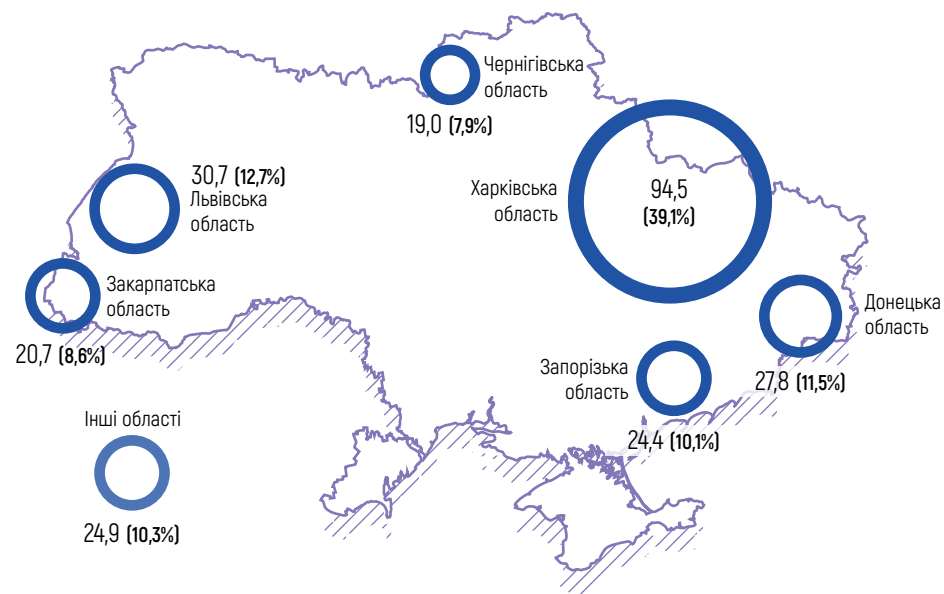 Чернігівська
область
19,0 (7,9%)
30,7 (12,7%)
Львівська
область
Харківська
область
94,5
(39,1%)
Закарпатська
область
20,7 (8,6%)
Донецька
область
27,8 (11,5%)
Запорізька
область
24,4 (10,1%)
Інші області
24,9 (10,3%)